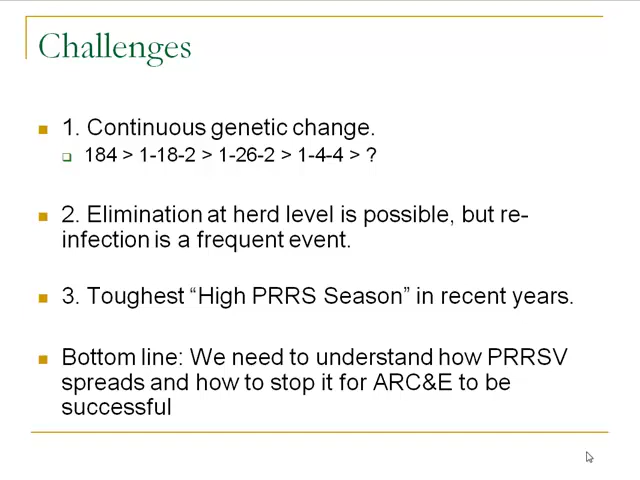 Challenges
1. Continuous genetic change.
184 > 1-18-2 > 1-26-2 > 1-4-4 > ?
2. Elimination at herd level is possible, but re-
infection is a frequent event.
3. Toughest “High PRRS Season” in recent years.
Bottom line: We need to understand how PRRSV
spreads and how to stop it for ARC&E to be
successful